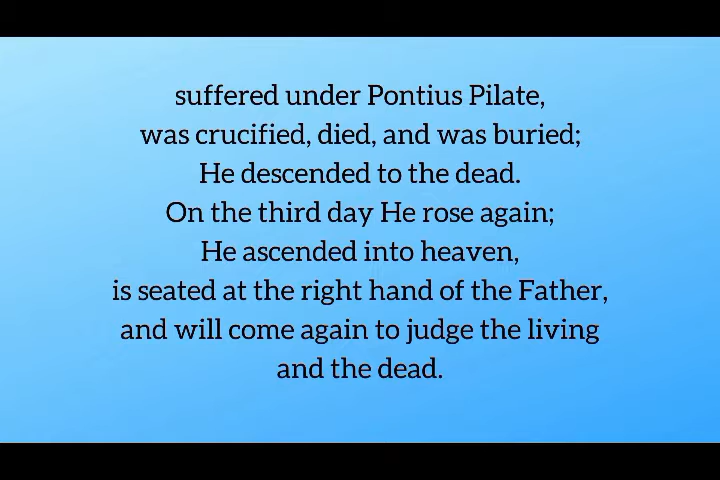 suffered under Pontius Pilate,
was crucified, died, and was buried;
He descended to the dead.
On the third day He rose again;
He ascended into heaven,
is seated at the right hand of the Father,
and will come again to judge the living
and the dead.